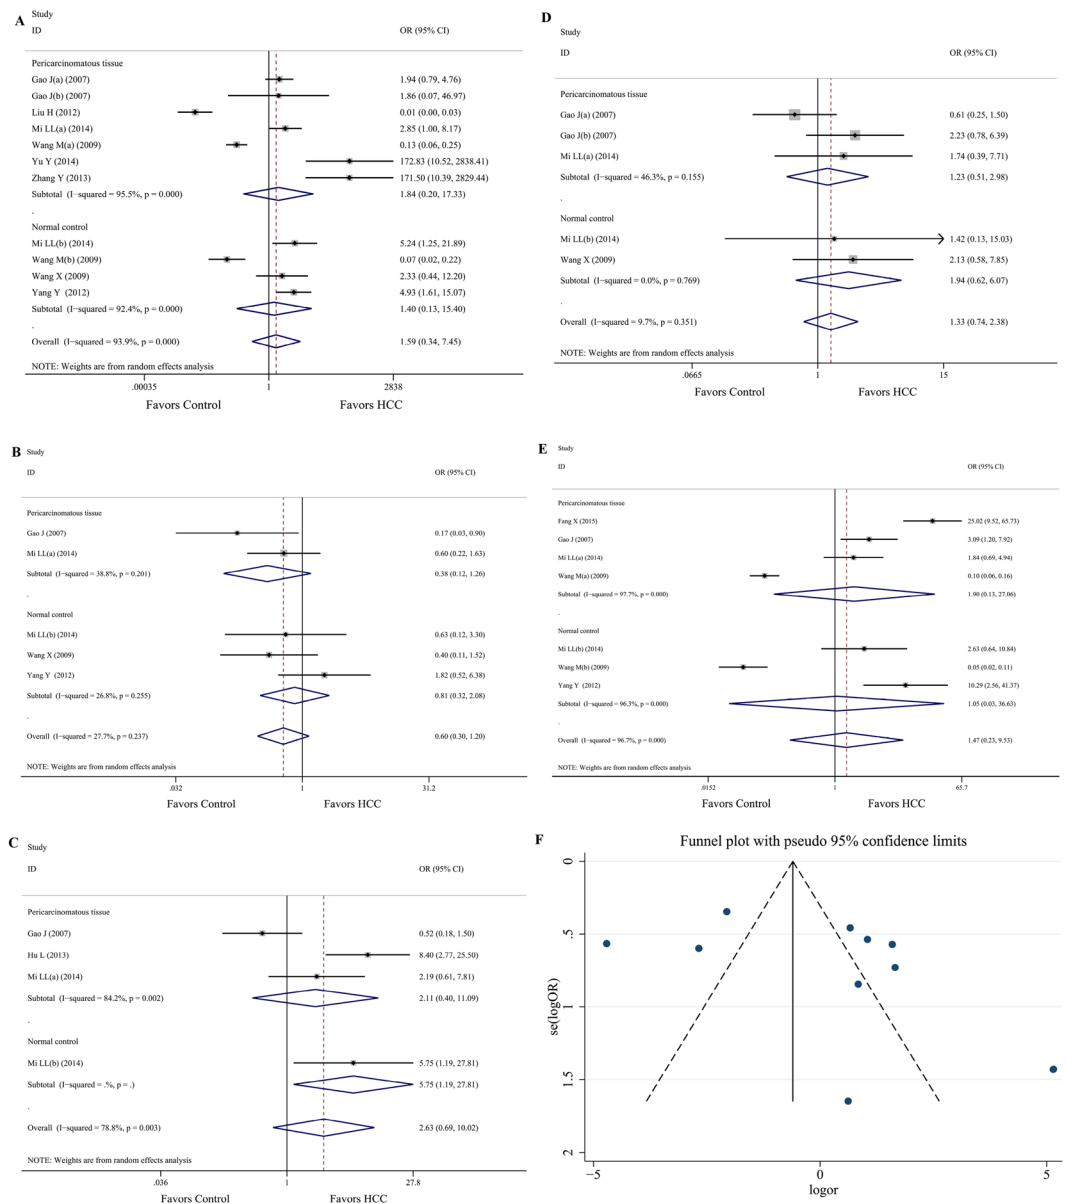 A
Study
ID OR (95% CI)
Pericarcinomatous tissue
Gao J(a) (2007) 1.94 (0.79, 4.76)
Gao J(b) (2007) 1.86 (0.07, 46.97)
Liu H (2012) 0.01 (0.00, 0.03)
Mi LL(a) (2014) 2.85 (1.00, 8.17)
Wang M(a) (2009) 0.13 (0.06, 0.25)
Yu Y (2014) 172.83 (10.52, 2838.41)
Zhang Y (2013) 171.50 (10.39, 2829.44)
Subtotal (I−squared = 95.5%, p = 0.000) 1.84 (0.20, 17.33)
.
Normal control
Mi LL(b) (2014) 5.24 (1.25, 21.89)
Wang M(b) (2009) 0.07 (0.02, 0.22)
Wang X (2009) 2.33 (0.44, 12.20)
Yang Y (2012) 4.93 (1.61, 15.07)
Subtotal (I−squared = 92.4%, p = 0.000) 1.40 (0.13, 15.40)
.
Overall (I−squared = 93.9%, p = 0.000) 1.59 (0.34, 7.45)
NOTE: Weights are from random effects analysis
.00035 1 2838
Favors Control Favors HCC
B
Study
ID OR (95% CI)
Pericarcinomatous tissue
Gao J (2007) 0.17 (0.03, 0.90)
Mi LL(a) (2014) 0.60 (0.22, 1.63)
Subtotal (I−squared = 38.8%, p = 0.201) 0.38 (0.12, 1.26)
.
Normal control
Mi LL(b) (2014) 0.63 (0.12, 3.30)
Wang X (2009) 0.40 (0.11, 1.52)
Yang Y (2012) 1.82 (0.52, 6.38)
Subtotal (I−squared = 26.8%, p = 0.255) 0.81 (0.32, 2.08)
.
Overall (I−squared = 27.7%, p = 0.237) 0.60 (0.30, 1.20)
NOTE: Weights are from random effects analysis
.032 1 31.2
Favors Control Favors HCC
C
Study
ID OR (95% CI)
Pericarcinomatous tissue
Gao J (2007) 0.52 (0.18, 1.50)
Hu L (2013) 8.40 (2.77, 25.50)
Mi LL(a) (2014) 2.19 (0.61, 7.81)
Subtotal (I−squared = 84.2%, p = 0.002) 2.11 (0.40, 11.09)
.
Normal control
Mi LL(b) (2014) 5.75 (1.19, 27.81)
Subtotal (I−squared = .%, p = .) 5.75 (1.19, 27.81)
.
Overall (I−squared = 78.8%, p = 0.003) 2.63 (0.69, 10.02)
NOTE: Weights are from random effects analysis
.036 1 27.8
Favors Control Favors HCC
D
Study
ID OR (95% CI)
Pericarcinomatous tissue
Gao J(a) (2007) 0.61 (0.25, 1.50)
Gao J(b) (2007) 2.23 (0.78, 6.39)
Mi LL(a) (2014) 1.74 (0.39, 7.71)
Subtotal (I−squared = 46.3%, p = 0.155) 1.23 (0.51, 2.98)
.
Normal control
Mi LL(b) (2014) 1.42 (0.13, 15.03)
Wang X (2009) 2.13 (0.58, 7.85)
Subtotal (I−squared = 0.0%, p = 0.769) 1.94 (0.62, 6.07)
.
Overall (I−squared = 9.7%, p = 0.351) 1.33 (0.74, 2.38)
NOTE: Weights are from random effects analysis
.0665 1 15
Favors Control Favors HCC
E
Study
ID OR (95% CI)
Pericarcinomatous tissue
Fang X (2015) 25.02 (9.52, 65.73)
Gao J (2007) 3.09 (1.20, 7.92)
Mi LL(a) (2014) 1.84 (0.69, 4.94)
Wang M(a) (2009) 0.10 (0.06, 0.16)
Subtotal (I−squared = 97.7%, p = 0.000) 1.90 (0.13, 27.06)
.
Normal control
Mi LL(b) (2014) 2.63 (0.64, 10.84)
Wang M(b) (2009) 0.05 (0.02, 0.11)
Yang Y (2012) 10.29 (2.56, 41.37)
Subtotal (I−squared = 96.3%, p = 0.000) 1.05 (0.03, 36.63)
.
Overall (I−squared = 96.7%, p = 0.000) 1.47 (0.23, 9.53)
NOTE: Weights are from random effects analysis
.0152 1 65.7
Favors Control Favors HCC
F
Funnel plot with pseudo 95% confidence limits
0
.5
1
1.5
2
se(logOR)
−5 0 5
logor